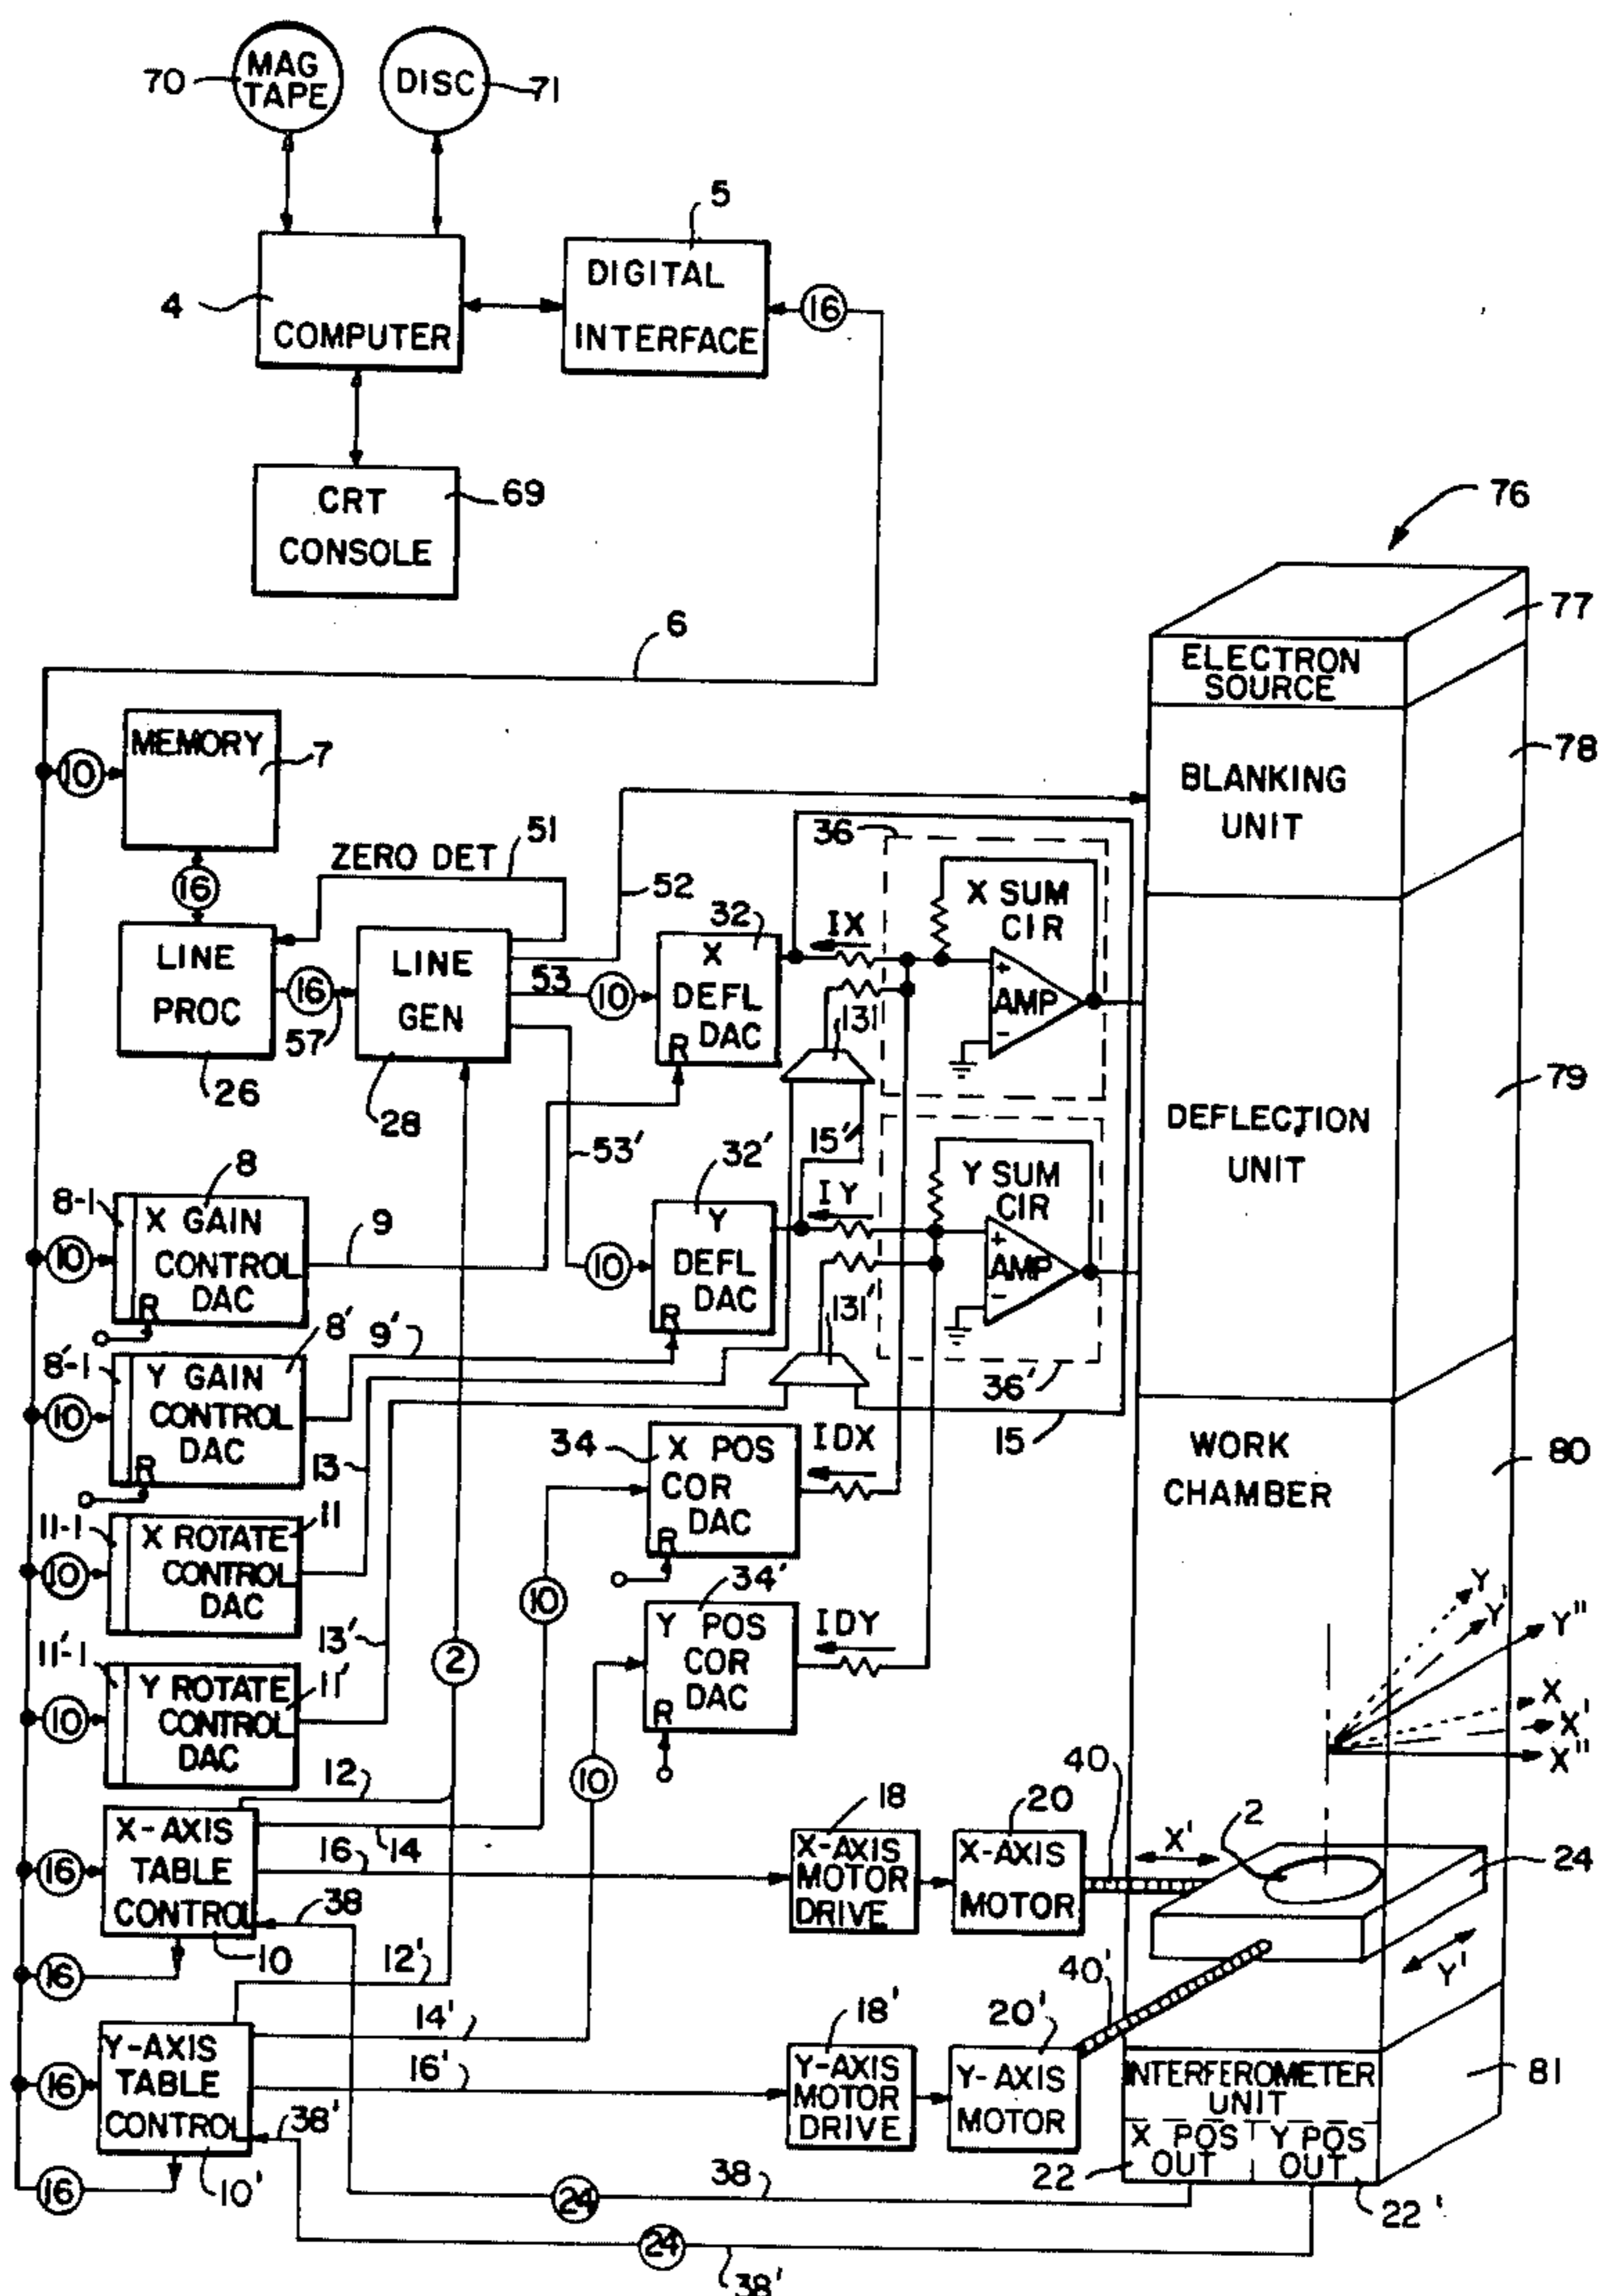 MAG
TAPE
70
DISC
71
5
DIGITAL
INTERFACE
16
4
COMPUTER
CRT
CONSOLE
69
76
6
77
ELECTRON
SOURCE
MEMORY
7
10
78
BLANKING
UNIT
16
ZERO DET
51
52
36
X SUM
CIR
LINE
PROC
26
16
57
LINE
GEN
28
53
10
32
X
DEFL
DAC
R
IX
131
+
AMP
-
79
DEFLECTION
UNIT
53'
15'
8
8-1
X GAIN
CONTROL
DAC
R
10
9
32'
Y
DEFL
DAC
R
10
IY
131'
Y SUM
CIR
+
AMP
-
36'
8'
8'-1
Y GAIN
CONTROL
DAC
R
10
9'
13
34
X POS
COR
DAC
R
IDX
15
WORK
CHAMBER
80
11-1
X ROTATE
CONTROL
DAC
11
10
10
34'
Y POS
COR
DAC
R
IDY
13'
2
11'-1
Y ROTATE
CONTROL
DAC
11'
10
10
Y
Y'
Y"
X
X'
X"
12
X-AXIS
TABLE
CONTROL
10
16
16
14
16
38
18
X-AXIS
MOTOR
DRIVE
20
X-AXIS
MOTOR
40
X'
2
24
Y'
12'
Y-AXIS
TABLE
CONTROL
10'
16
16
14'
16'
38'
18'
Y-AXIS
MOTOR
DRIVE
20'
Y-AXIS
MOTOR
40'
INTERFEROMETER
UNIT
81
X POS
OUT
22
Y POS
OUT
22'
24
38
24
38'